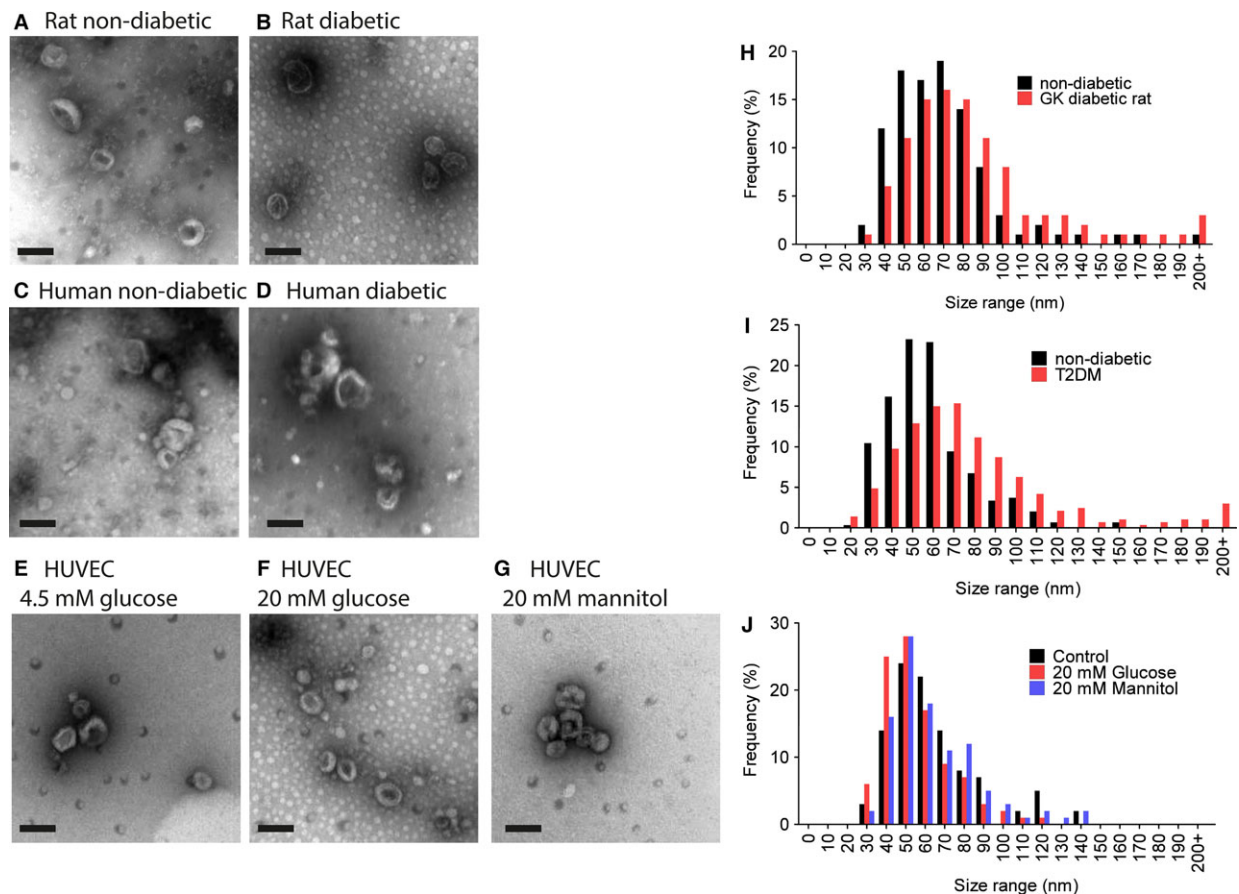 A Rat non-diabetic
B Rat diabetic
C Human non-diabetic
D Human diabetic
E HUVEC
4.5 mM glucose
F HUVEC
20 mM glucose
G HUVEC
20 mM mannitol
H
Frequency (%)
20
15
10
5
0
non-diabetic
GK diabetic rat
0 10 20 30 40 50 60 70 80 90 100 110 120 130 140 150 160 170 180 190 200+
Size range (nm)
I
Frequency (%)
25
20
15
10
5
0
non-diabetic
T2DM
0 10 20 30 40 50 60 70 80 90 100 110 120 130 140 150 160 170 180 190 200+
Size range (nm)
J
Frequency (%)
30
20
10
0
Control
20 mM Glucose
20 mM Mannitol
0 10 20 30 40 50 60 70 80 90 100 110 120 130 140 150 160 170 180 190 200+
Size range (nm)